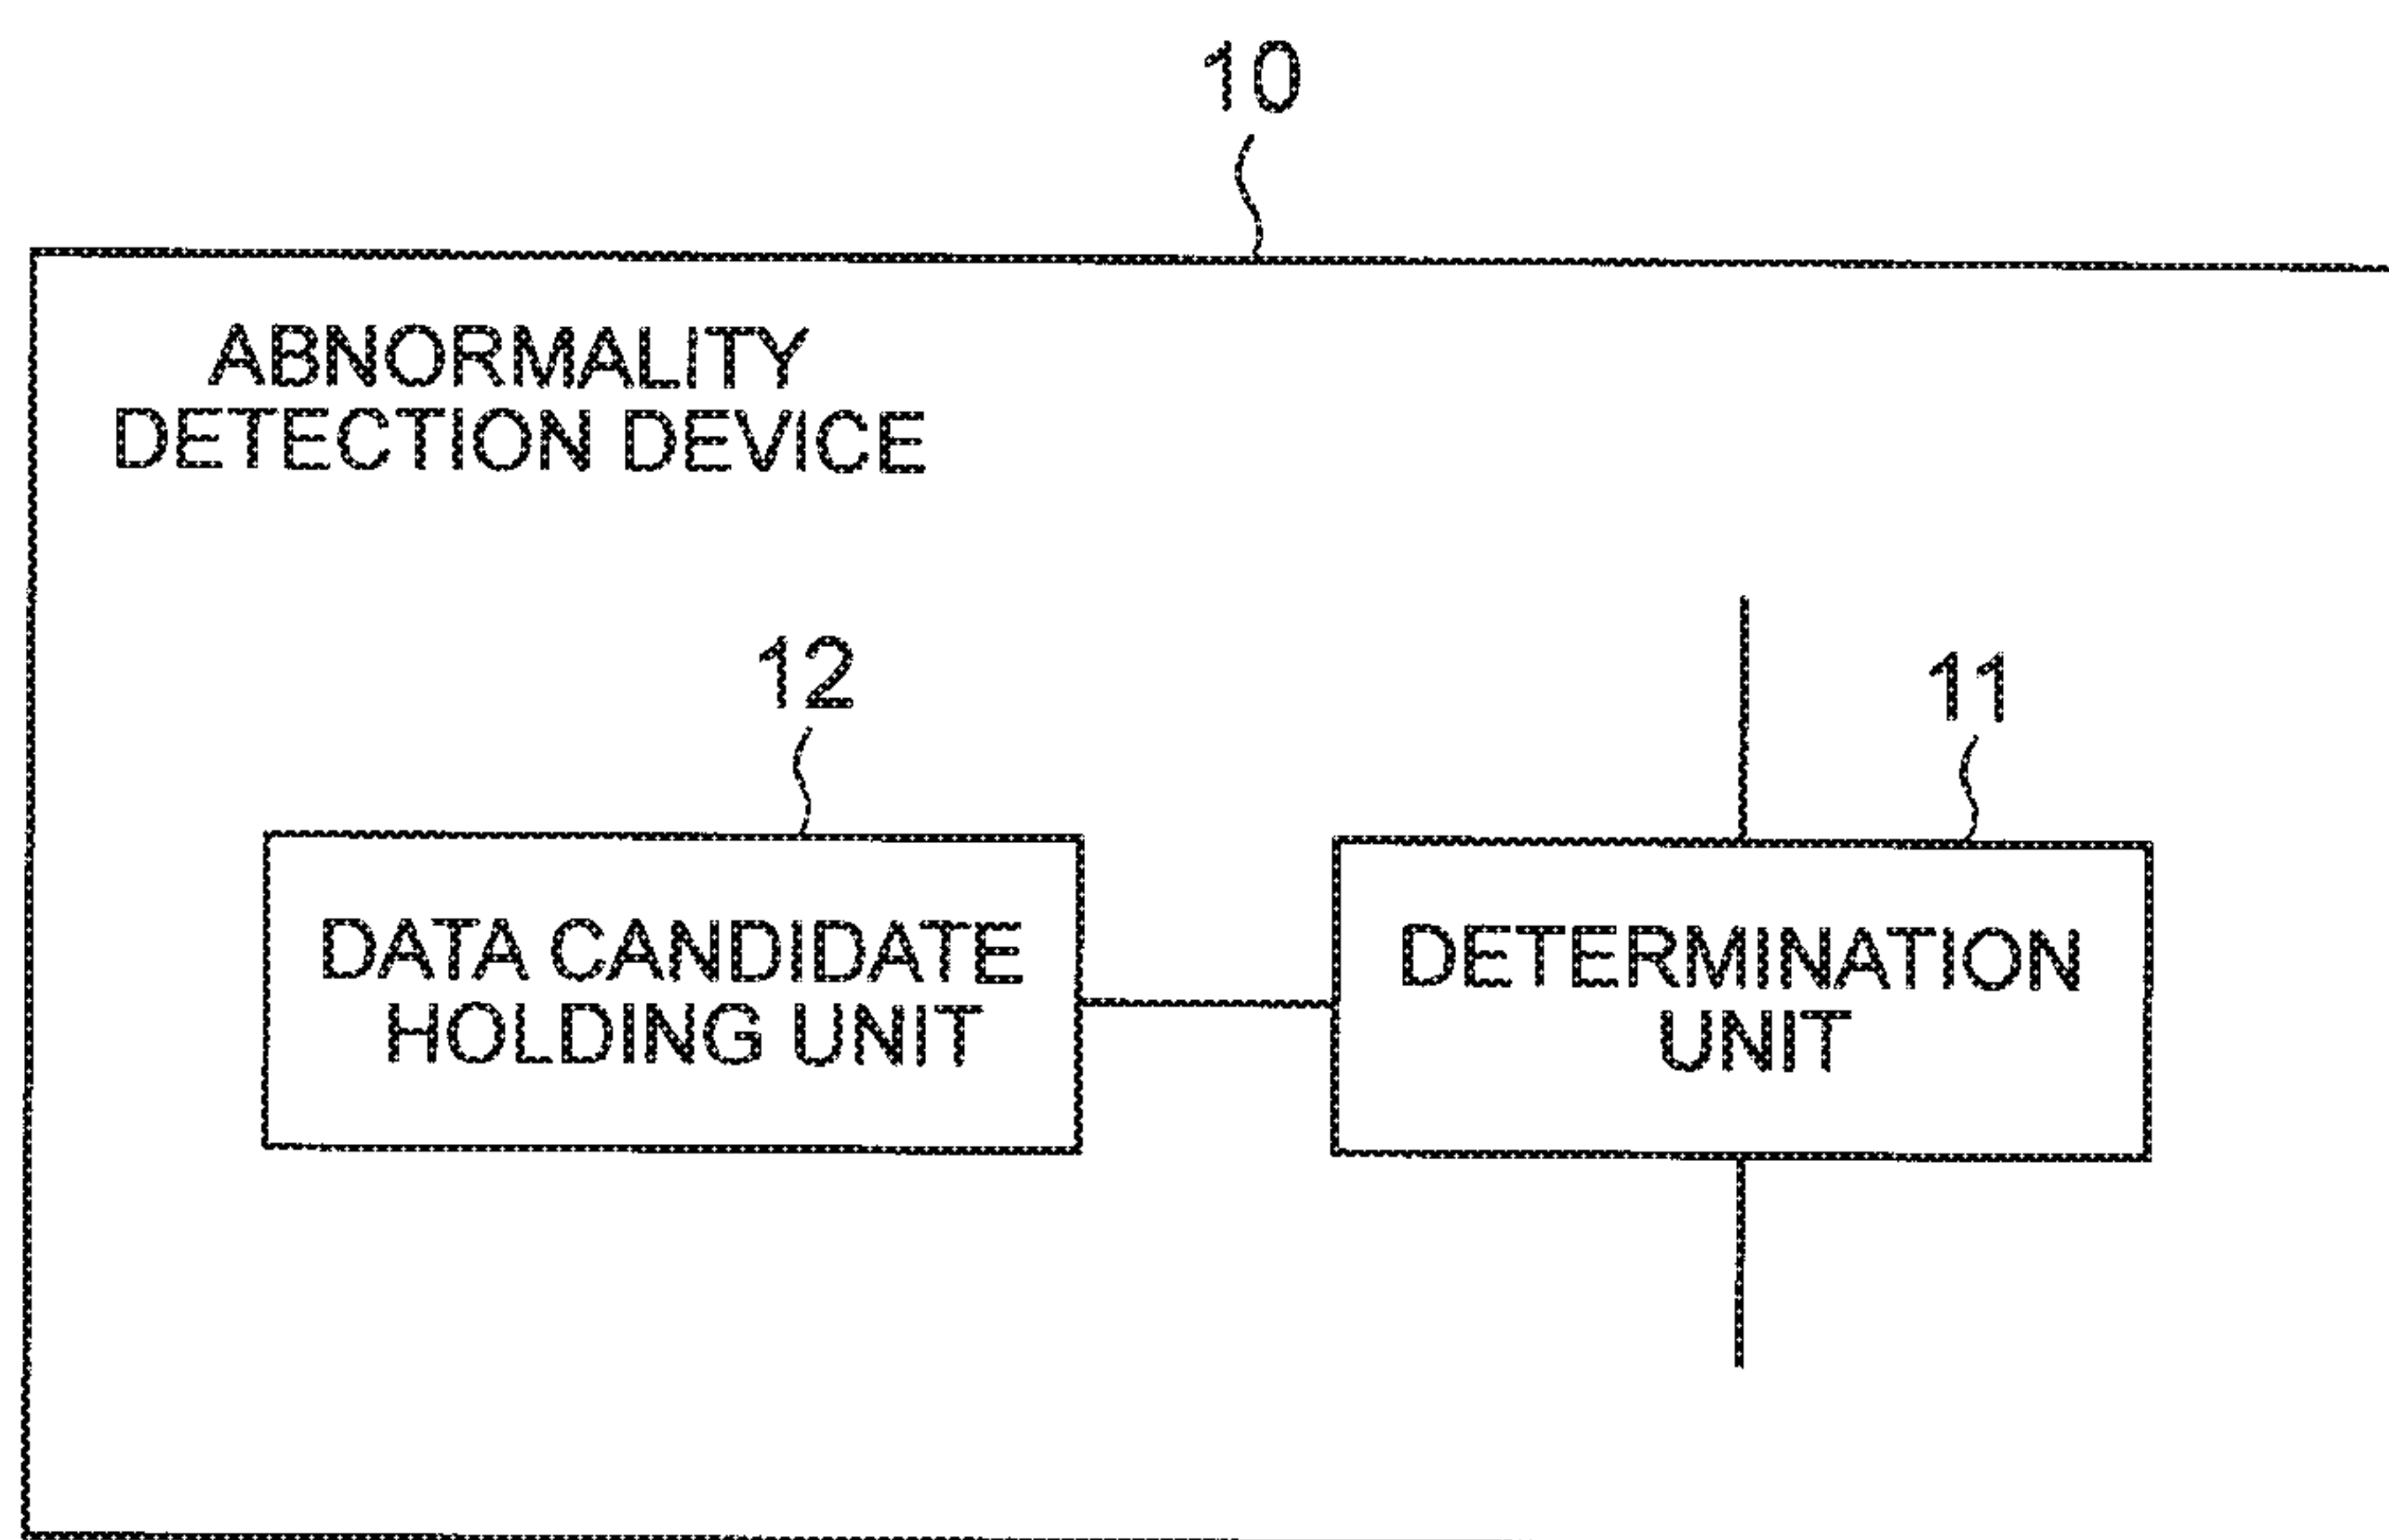 10
ABNORMALITY
DETECTION DEVICE
12
11
DATA CANDIDATE
HOLDING UNIT
DETERMINATION
UNIT